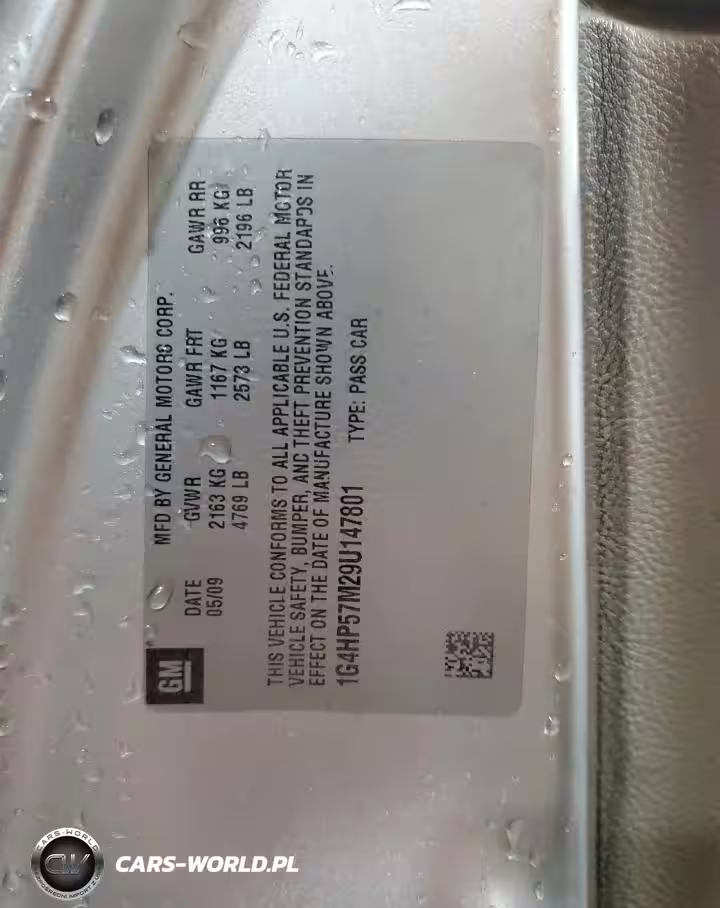 GM
MFD BY GENERAL MOTORS CORP.
DATE GVWR GAWR FRT GAWR RR
05/09 2163 KG 1167 KG 996 KG
4769 LB 2573 LB 2196 LB
THIS VEHICLE CONFORMS TO ALL APPLICABLE U.S. FEDERAL MOTOR
VEHICLE SAFETY, BUMPER, AND THEFT PREVENTION STANDARDS IN
EFFECT ON THE DATE OF MANUFACTURE SHOWN ABOVE.
1G4HP57M29U147801 TYPE: PASS CAR
CARS-WORLD
CW
CARS-WORLD.PL